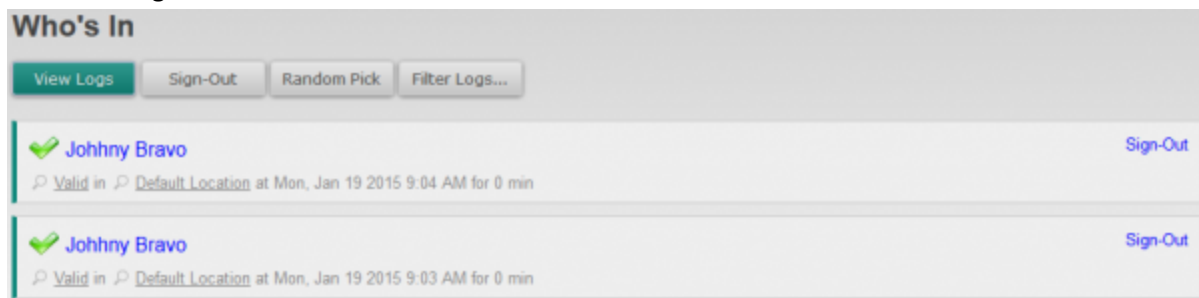 Who's In
View Logs Sign-Out Random Pick Filter Logs...
Johhny Bravo Sign-Out
Valid in Default Location at Mon, Jan 19 2015 9:04 AM for 0 min
Johhny Bravo Sign-Out
Valid in Default Location at Mon, Jan 19 2015 9:03 AM for 0 min